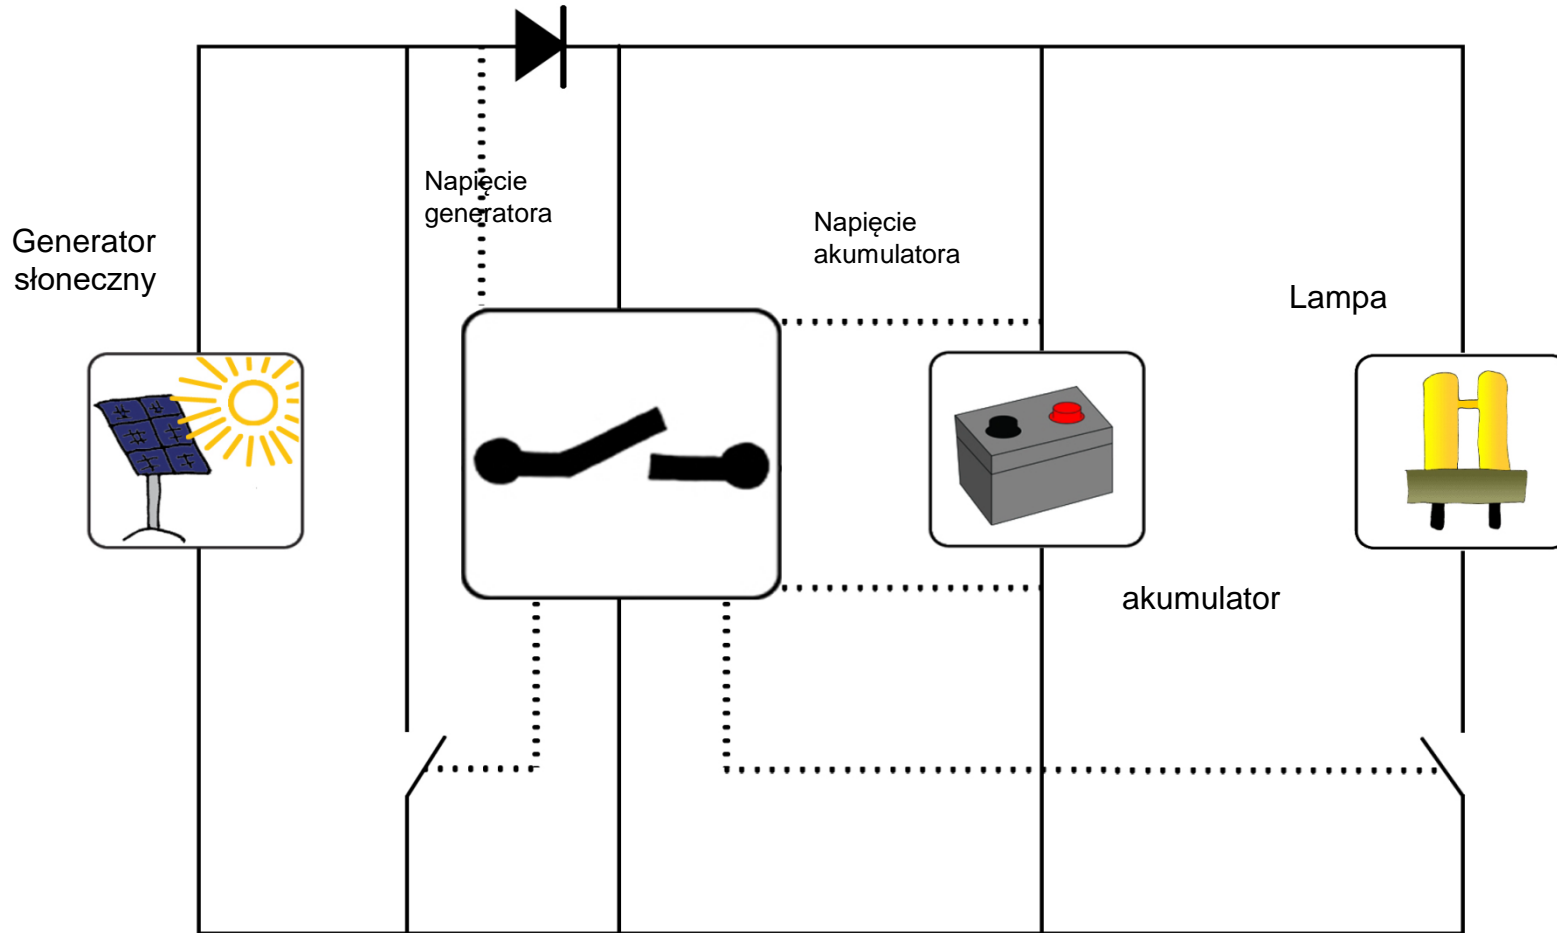 Napięcie
generatora
Generator
słoneczny
Napięcie
akumulatora
Lampa
akumulator